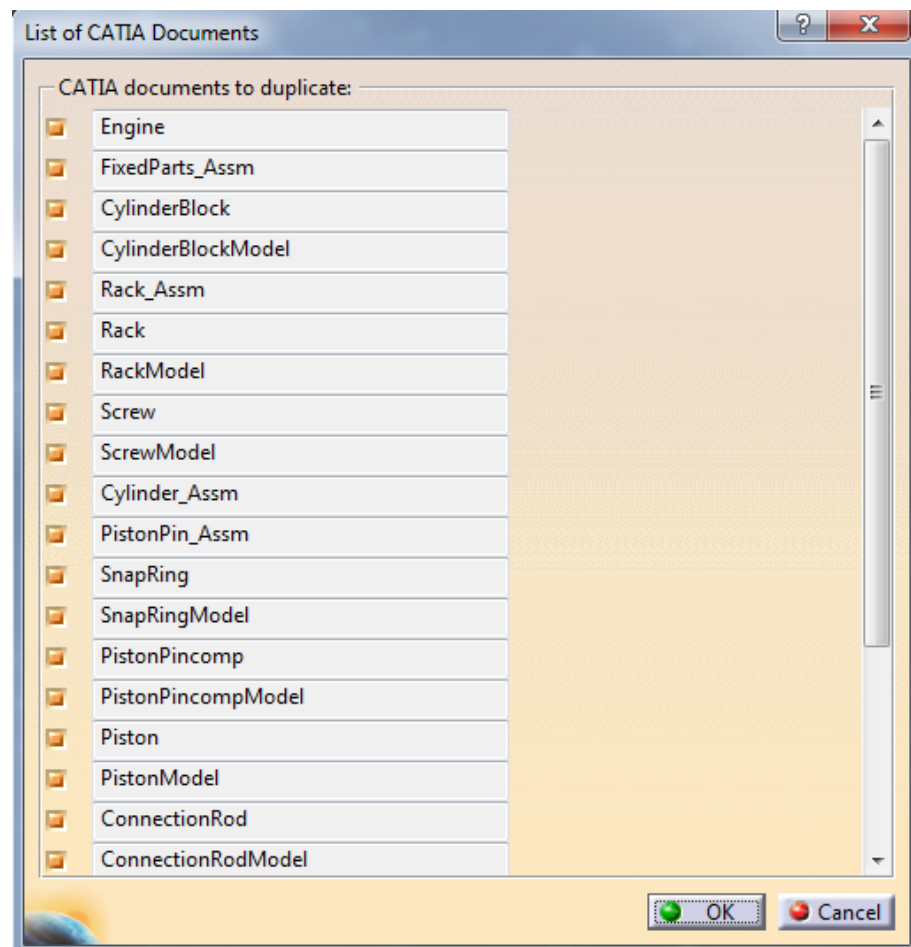 List of CATIA Documents
?
X
CATIA documents to duplicate:
Engine
FixedParts_Assm
CylinderBlock
CylinderBlockModel
Rack_Assm
Rack
RackModel
Screw
ScrewModel
Cylinder_Assm
PistonPin_Assm
SnapRing
SnapRingModel
PistonPincomp
PistonPincompModel
Piston
PistonModel
ConnectionRod
ConnectionRodModel
OK
Cancel